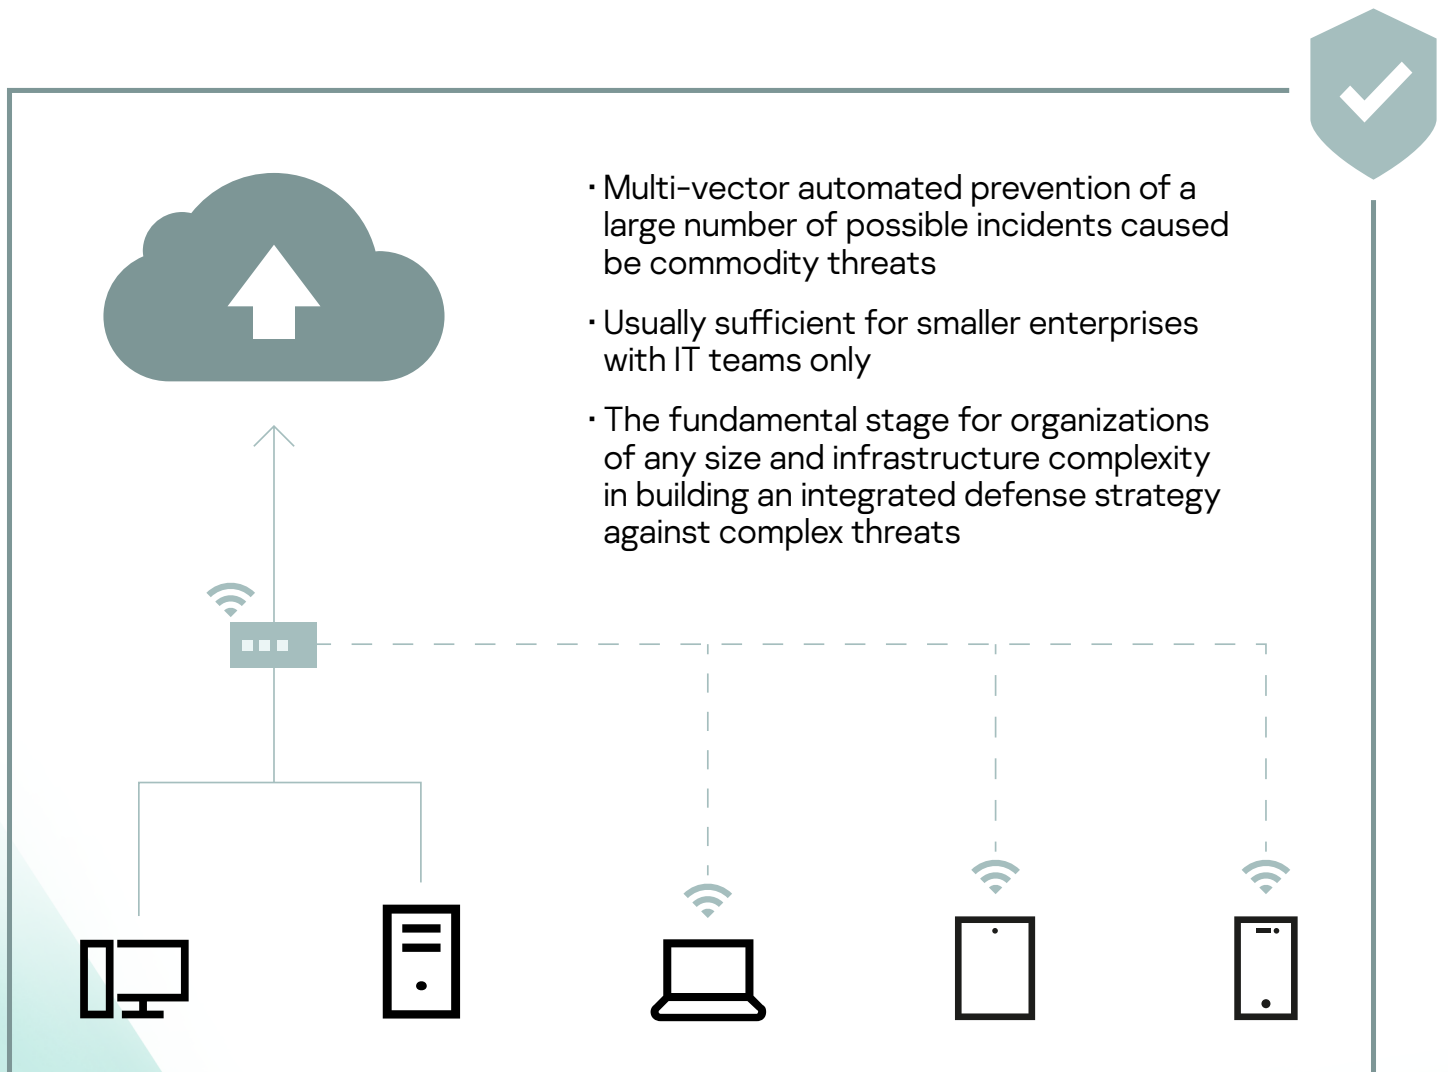 · Multi-vector automated prevention of a
large number of possible incidents caused
be commodity threats
· Usually sufficient for smaller enterprises
with IT teams only
· The fundamental stage for organizations
of any size and infrastructure complexity
in building an integrated defense strategy
against complex threats